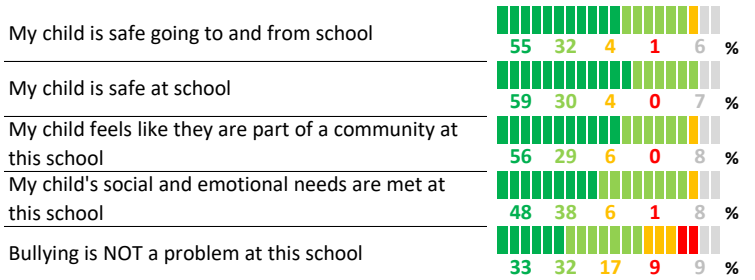 My child is safe going to and from school
55 32 4 1 6 %
My child is safe at school
59 30 4 0 7 %
My child feels like they are part of a community at
this school
56 29 6 0 8 %
My child's social and emotional needs are met at
this school
48 38 6 1 8 %
Bullying is NOT a problem at this school
33 32 17 9 9 %